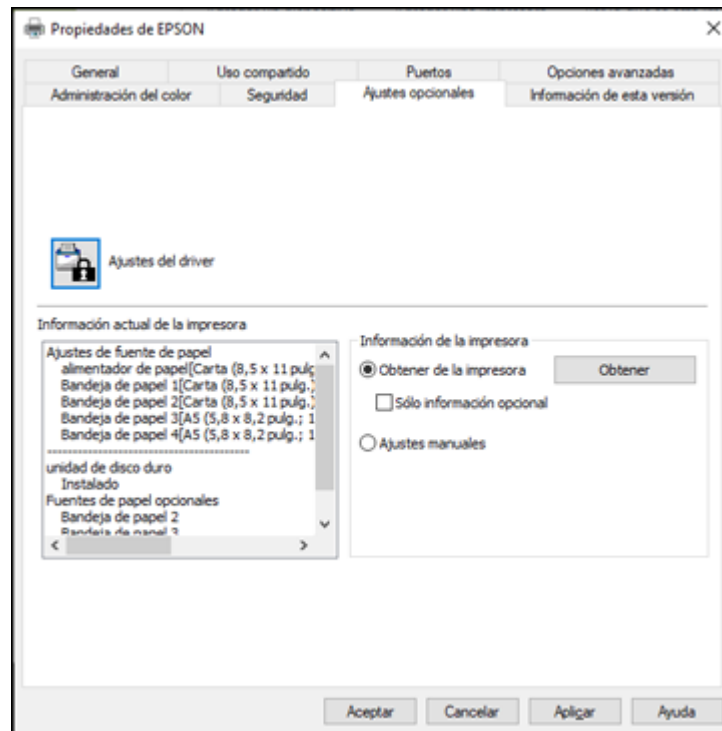 Propiedades de EPSON
General Uso compartido Puertos Opciones avanzadas
Administración del color Seguridad Ajustes opcionales Información de esta versión
Ajustes del driver
Información actual de la impresora
Ajustes de fuente de papel
alimentador de papel[Carta (8,5 x 11 pulg
Bandeja de papel 1[Carta (8,5 x 11 pulg.)
Bandeja de papel 2[Carta (8,5 x 11 pulg.)
Bandeja de papel 3[A5 (5,8 x 8,2 pulg.; 1
Bandeja de papel 4[A5 (5,8 x 8,2 pulg.; 1
----------------------------------------
unidad de disco duro
Instalado
Fuentes de papel opcionales
Bandeja de papel 2
Bandeja de papel 3
Información de la impresora
Obtener de la impresora Obtener
Sólo información opcional
Ajustes manuales
Aceptar Cancelar Aplicar Ayuda